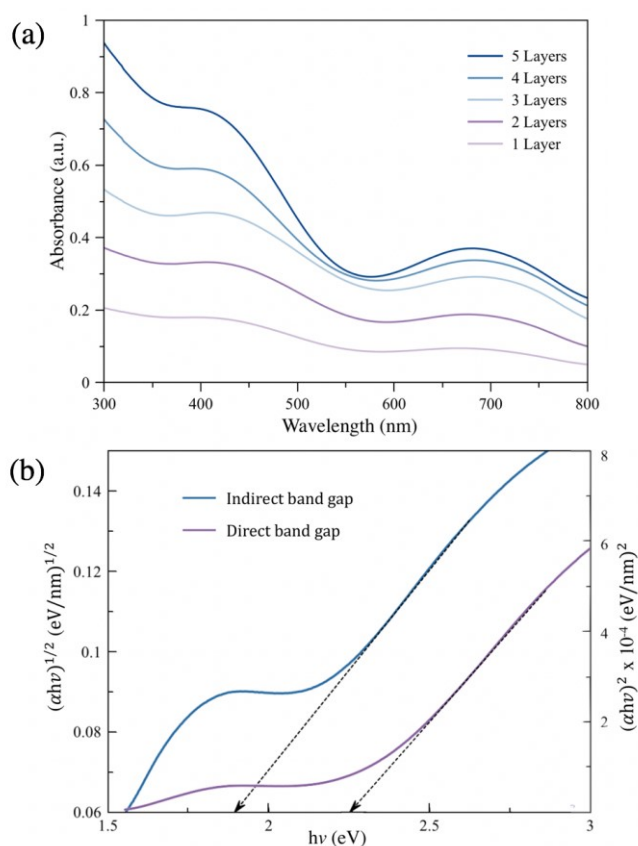 (a)
Absorbance (a.u.)
1
0.8
0.6
0.4
0.2
0
5 Layers
4 Layers
3 Layers
2 Layers
1 Layer
300
400
500
600
700
800
Wavelength (nm)
(b)
(αhν)^1/2 (eV/nm)^1/2
0.14
0.12
0.1
0.08
0.06
Indirect band gap
Direct band gap
8
6
4
2
(αhν)² x 10⁻⁴ (eV/nm)²
1.5
2
2.5
3
hν (eV)